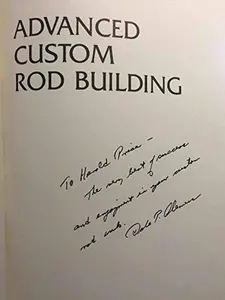 ADVANCED
CUSTOM
ROD BUILDING
To Harold Price -
The very best of success
and enjoyment in your custom
rod work.
Dale P. Clemens